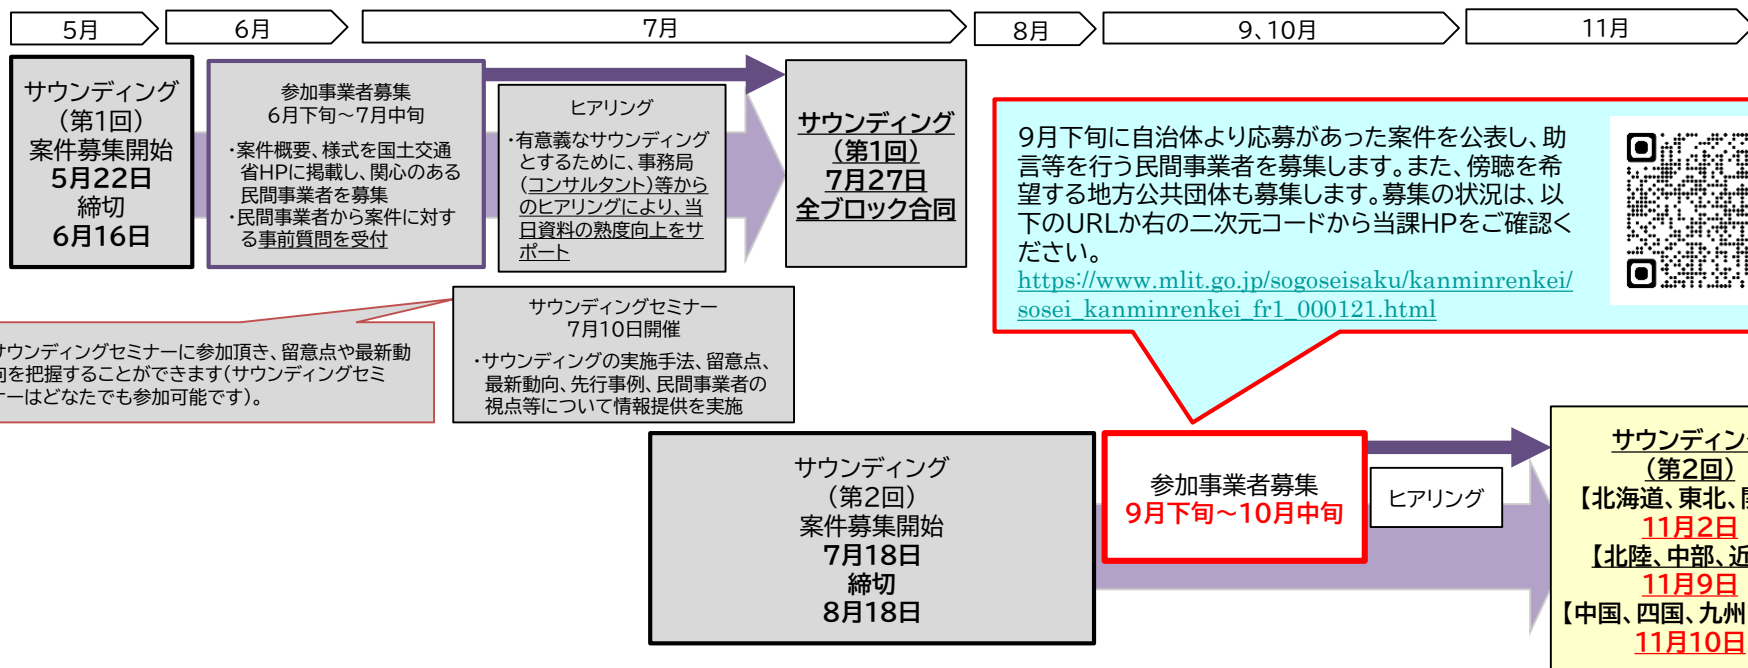 5月
6月
7月
8月
9、10月
11月
サウンディング
(第1回)
案件募集開始
5月22日
締切
6月16日
参加事業者募集
6月下旬~7月中旬
・案件概要、様式を国土交通
省HPに掲載し、関心のある
民間事業者を募集
・民間事業者から案件に対す
る事前質問を受付
ヒアリング
・有意義なサウンディング
とするために、事務局
(コンサルタント)等から
のヒアリングにより、当
日資料の熟度向上をサ
ポート
サウンディング
(第1回)
7月27日
全ブロック合同
9月下旬に自治体より応募があった案件を公表し、助
言等を行う民間事業者を募集します。また、傍聴を希
望する地方公共団体も募集します。募集の状況は、以
下のURLか右の二次元コードから当課HPをご確認く
ださい。
https://www.mlit.go.jp/sogoseisaku/kanminrenkei/
sosei_kanminrenkei_fr1_000121.html
サウンディングセミナーに参加頂き、留意点や最新動
向を把握することができます(サウンディングセミ
ナーはどなたでも参加可能です)。
サウンディングセミナー
7月10日開催
・サウンディングの実施手法、留意点、
最新動向、先行事例、民間事業者の
視点等について情報提供を実施
サウンディング
(第2回)
案件募集開始
7月18日
締切
8月18日
参加事業者募集
9月下旬~10月中旬
ヒアリング
サウンディン
(第2回)
【北海道、東北、
11月2日
【北陸、中部、近
11月9日
【中国、四国、九州
11月10日